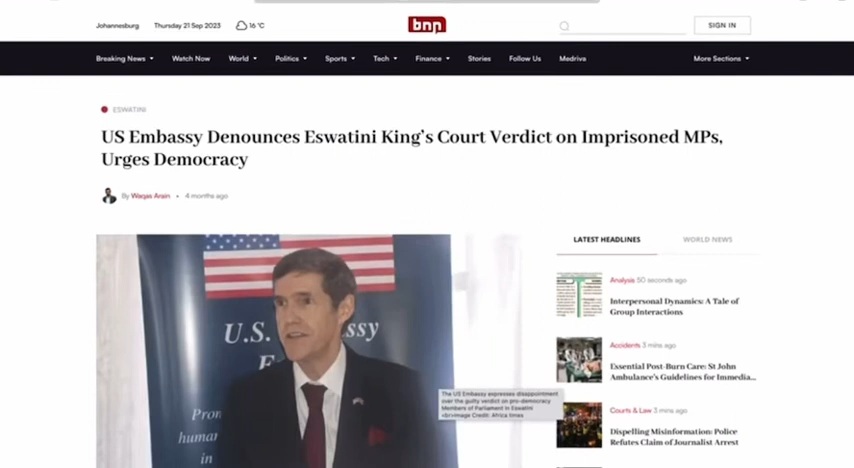 Johannesburg Thursday 21 Sep 2023 16 °C
bnn
SIGN IN
Breaking News Watch Now World Politics Sports Tech Finance Stories Follow Us Medriva More Sections
ESWATINI
US Embassy Denounces Eswatini King's Court Verdict on Imprisoned MPs,
Urges Democracy
By Waqas Arain • 4 months ago
LATEST HEADLINES WORLD NEWS
Analysis 50 seconds ago
Interpersonal Dynamics: A Tale of
Group Interactions
Accidents 3 mins ago
Essential Post-Burn Care: St John
Ambulance's Guidelines for Immedia...
Courts & Law 3 mins ago
Dispelling Misinformation: Police
Refutes Claim of Journalist Arrest
U.S. ssy
E
Pron
human
in
The US Embassy expresses disappointment
over the guilty verdict on pro-democracy
Members of Parliament in Eswatini
<br>Image Credit: Africa times